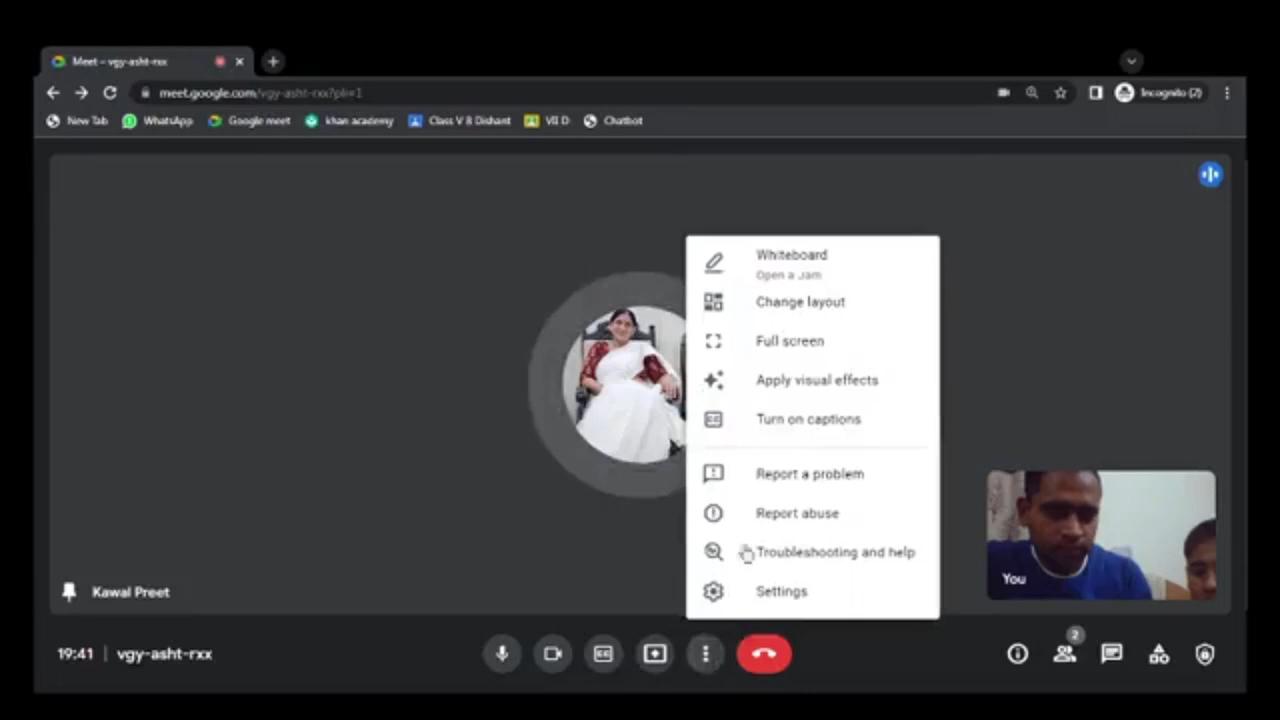 Meet – vgy-asht-rxx
meet.google.com/vgy-asht-rxx?pli=1
Incognito (2)
New Tab
WhatsApp
Google meet
khan academy
Class V B Dishant
VII D
Chatbot
Whiteboard
Open a Jam
Change layout
Full screen
Apply visual effects
Turn on captions
Report a problem
Report abuse
Troubleshooting and help
Settings
You
Kawal Preet
19:41 | vgy-asht-rxx
2